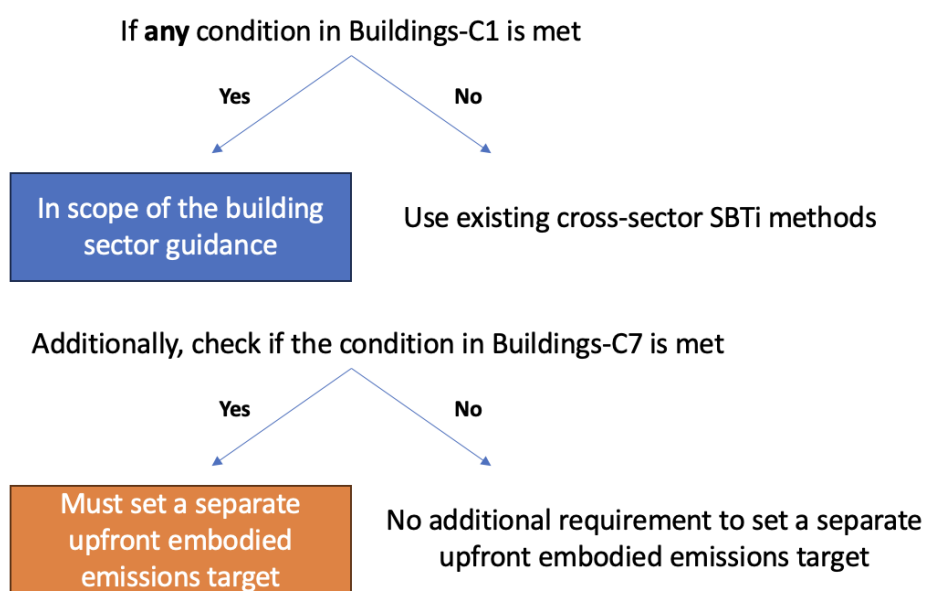 If any condition in Buildings-C1 is met
Yes
No
In scope of the building
sector guidance
Use existing cross-sector SBTi methods
Additionally, check if the condition in Buildings-C7 is met
Yes
No
Must set a separate
upfront embodied
emissions target
No additional requirement to set a separate
upfront embodied emissions target